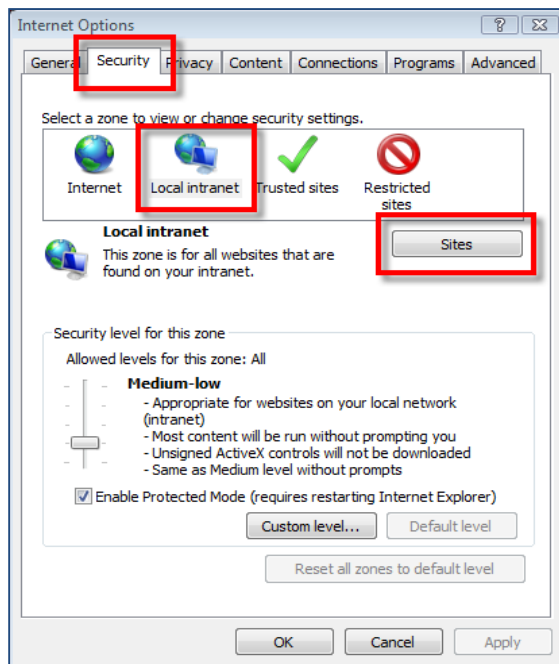 Internet Options
General Security Privacy Content Connections Programs Advanced
Select a zone to view or change security settings.
Internet Local intranet Trusted sites Restricted
sites
Local intranet
This zone is for all websites that are
found on your intranet.
Sites
Security level for this zone
Allowed levels for this zone: All
Medium-low
- Appropriate for websites on your local network
(intranet)
- Most content will be run without prompting you
- Unsigned ActiveX controls will not be downloaded
- Same as Medium level without prompts
Enable Protected Mode (requires restarting Internet Explorer)
Custom level... Default level
Reset all zones to default level
OK Cancel Apply